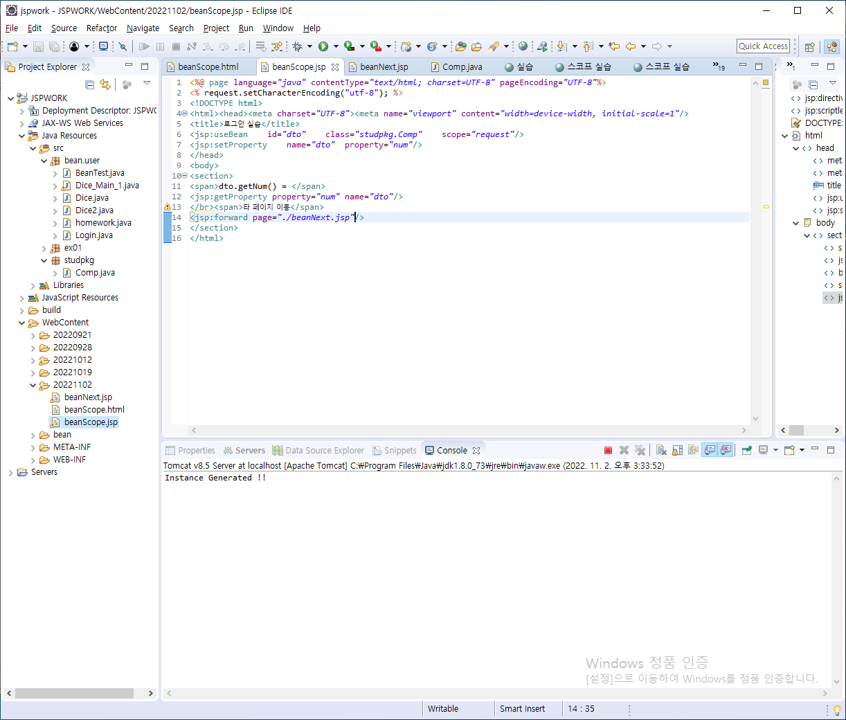 jspwork - JSPWORK/WebContent/20221102/beanScope.jsp - Eclipse IDE
File Edit Source Refactor Navigate Search Project Run Window Help
Quick Access
Project Explorer
JSPWORK
Deployment Descriptor: JSPWC
JAX-WS Web Services
Java Resources
src
bean.user
BeanTest.java
Dice_Main_1.java
Dice.java
Dice2.java
homework.java
Login.java
ex01
studpkg
Comp.java
Libraries
JavaScript Resources
build
WebContent
20220921
20220928
20221012
20221019
20221102
beanNext.jsp
beanScope.html
beanScope.jsp
bean
META-INF
WEB-INF
Servers
beanScope.html beanScope.jsp beanNext.jsp Comp.java 실습 스코프 실습 스코프 실습 »19
1 <%@ page language="java" contentType="text/html; charset=UTF-8" pageEncoding="UTF-8"%>
2 <% request.setCharacterEncoding("utf-8"); %>
3 <!DOCTYPE html>
4 <html><head><meta charset="UTF-8"><meta name="viewport" content="width=device-width, initial-scale=1"/>
5 <title>로그인 실습</title>
6 <jsp:useBean id="dto" class="studpkg.Comp" scope="request"/>
7 <jsp:setProperty name="dto" property="num"/>
8 </head>
9 <body>
10 <section>
11 <span>dto.getNum() = </span>
12 <jsp:getProperty property="num" name="dto"/>
13 </br><span>타 페이지 이동</span>
14 <jsp:forward page="./beanNext.jsp"/>
15 </section>
16 </html>
»1
jsp:directiv
jsp:scriptle
DOCTYPE:
html
head
meta
meta
title
jsp:u
jsp:s
body
sect
s
js
b
s
js
Properties Servers Data Source Explorer Snippets Console
Tomcat v8.5 Server at localhost [Apache Tomcat] C:₩Program Files₩Java₩jdk1.8.0_73₩jre₩bin₩javaw.exe (2022. 11. 2. 오후 3:33:52)
Instance Generated !!
Windows 정품 인증
[설정]으로 이동하여 Windows를 정품 인증합니다.
Writable Smart Insert 14 : 35